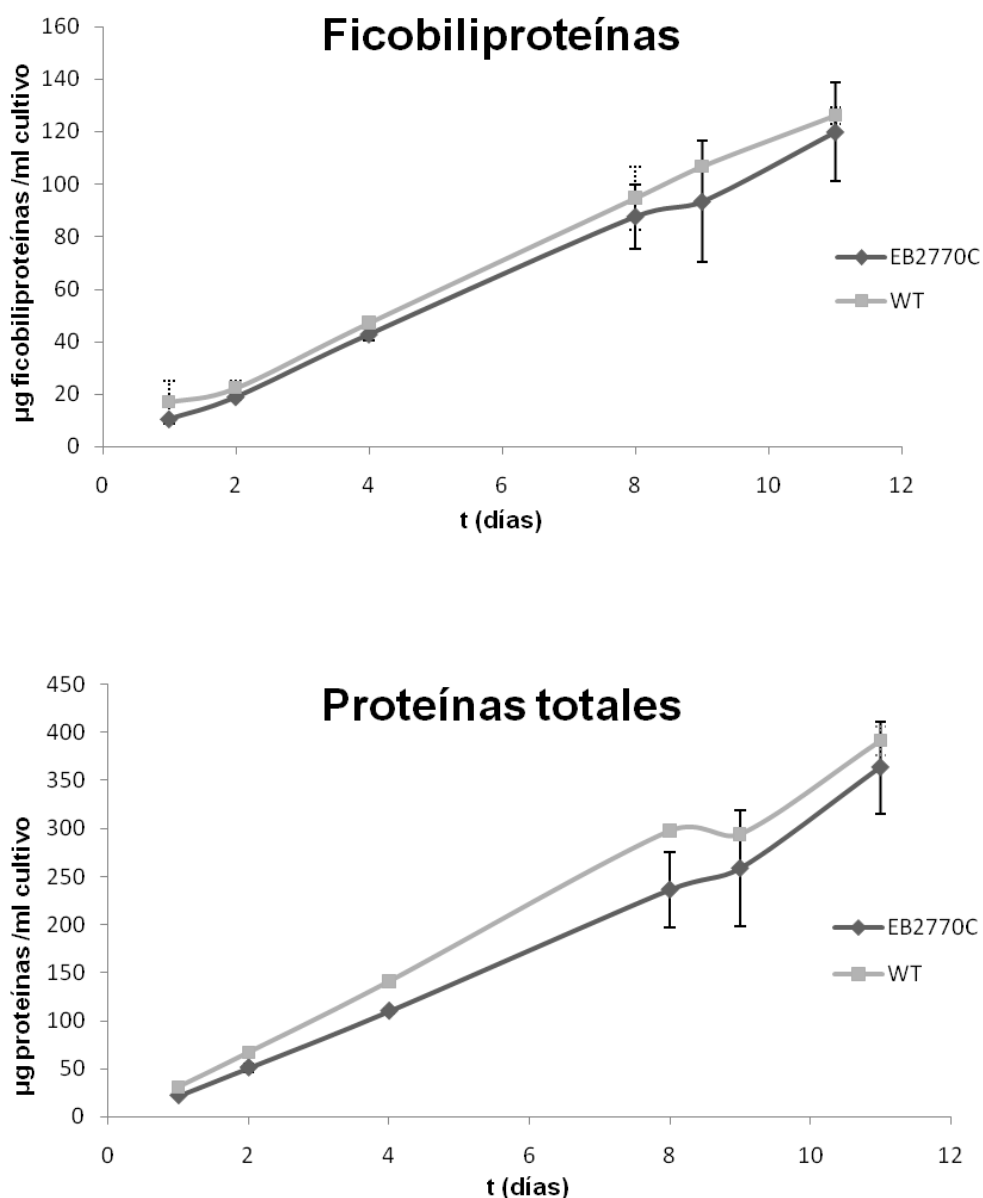 Ficobiliproteínas
µg ficobiliproteínas /ml cultivo
160
140
120
100
80
60
40
20
0
0 2 4 6 8 10 12
t (días)
EB2770C
WT
Proteínas totales
µg proteínas /ml cultivo
450
400
350
300
250
200
150
100
50
0
0 2 4 6 8 10 12
t (días)
EB2770C
WT